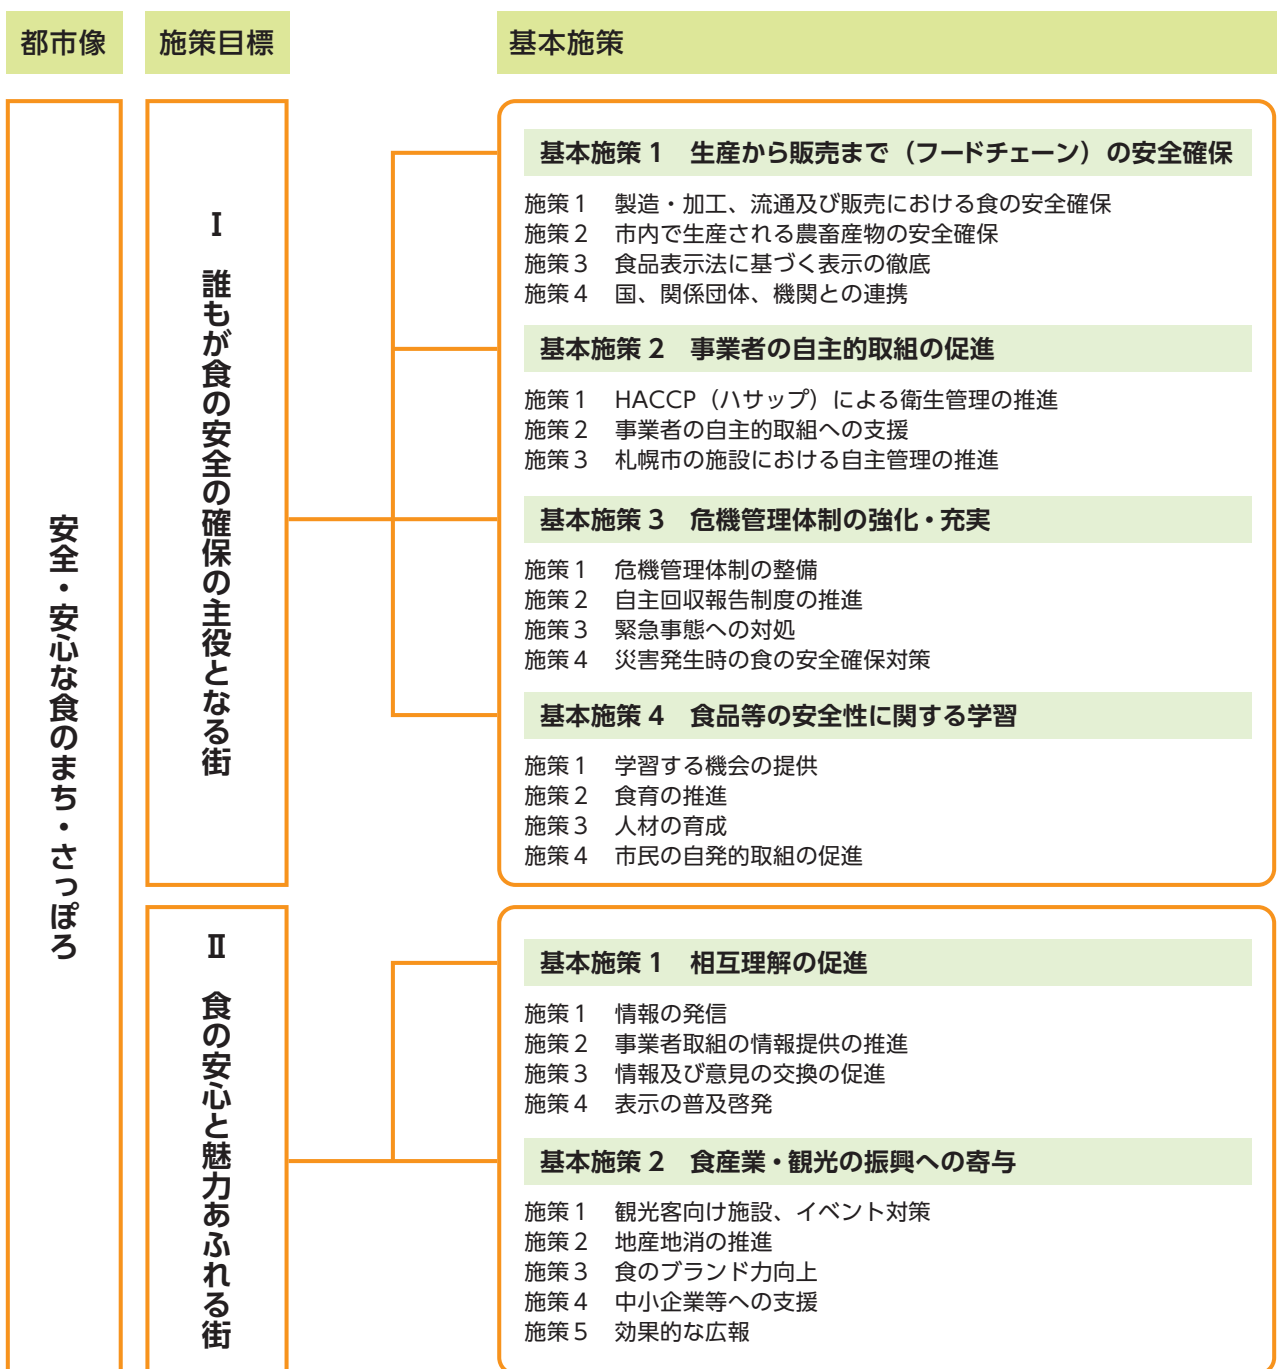 都市像
施策目標
基本施策
安全・安心な食のまち・さっぽろ
Ⅰ 誰もが食の安全の確保の主役となる街
基本施策 1 生産から販売まで（フードチェーン）の安全確保
施策 1 製造・加工、流通及び販売における食の安全確保
施策 2 市内で生産される農畜産物の安全確保
施策 3 食品表示法に基づく表示の徹底
施策 4 国、関係団体、機関との連携
基本施策 2 事業者の自主的取組の促進
施策 1 HACCP（ハサップ）による衛生管理の推進
施策 2 事業者の自主的取組への支援
施策 3 札幌市の施設における自主管理の推進
基本施策 3 危機管理体制の強化・充実
施策 1 危機管理体制の整備
施策 2 自主回収報告制度の推進
施策 3 緊急事態への対処
施策 4 災害発生時の食の安全確保対策
基本施策 4 食品等の安全性に関する学習
施策 1 学習する機会の提供
施策 2 食育の推進
施策 3 人材の育成
施策 4 市民の自発的取組の促進
Ⅱ 食の安心と魅力あふれる街
基本施策 1 相互理解の促進
施策 1 情報の発信
施策 2 事業者取組の情報提供の推進
施策 3 情報及び意見の交換の促進
施策 4 表示の普及啓発
基本施策 2 食産業・観光の振興への寄与
施策 1 観光客向け施設、イベント対策
施策 2 地産地消の推進
施策 3 食のブランド力向上
施策 4 中小企業等への支援
施策 5 効果的な広報